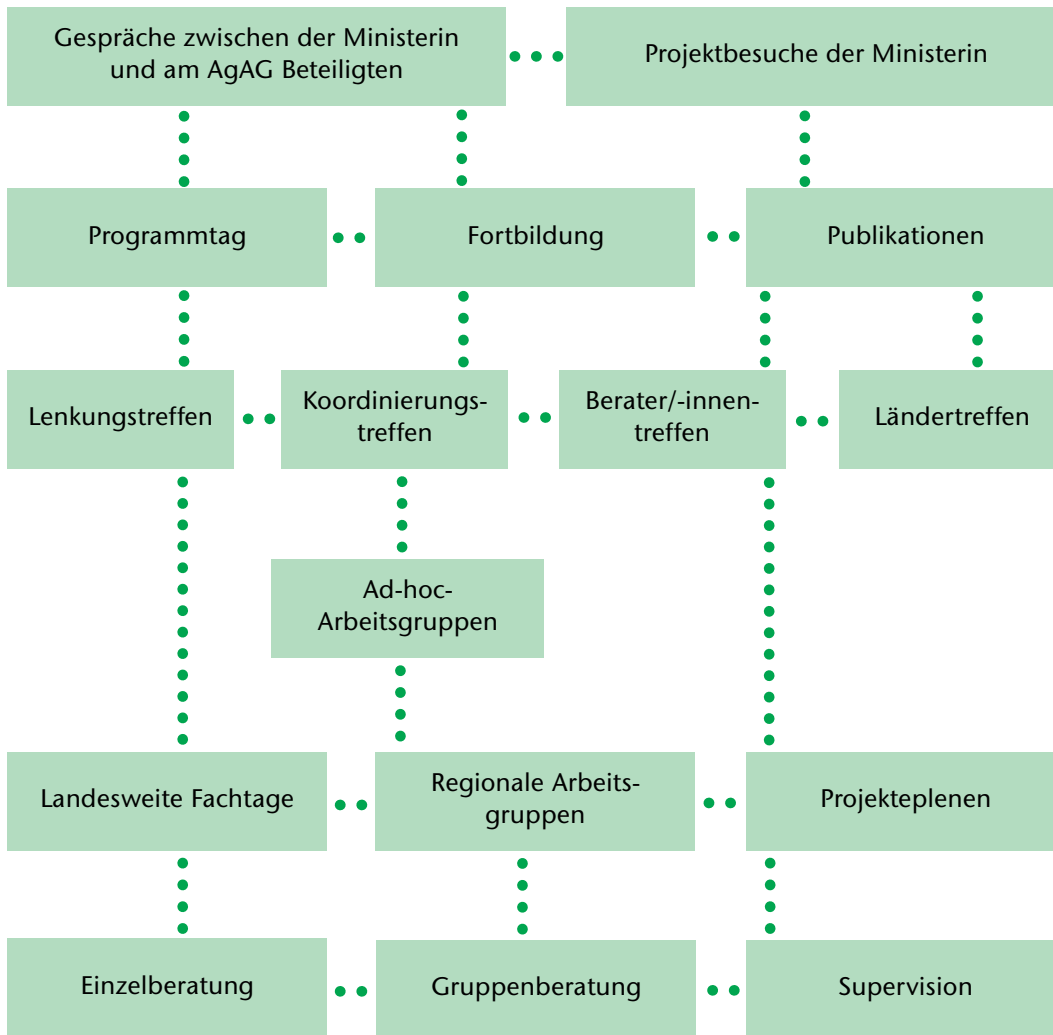 Gespräche zwischen der Ministerin
und am AgAG Beteiligten
Projektbesuche der Ministerin
Programmtag
Fortbildung
Publikationen
Lenkungstreffen
Koordinierungs-
treffen
Berater/-innen-
treffen
Ländertreffen
Ad-hoc-
Arbeitsgruppen
Landesweite Fachtage
Regionale Arbeits-
gruppen
Projekteplenen
Einzelberatung
Gruppenberatung
Supervision